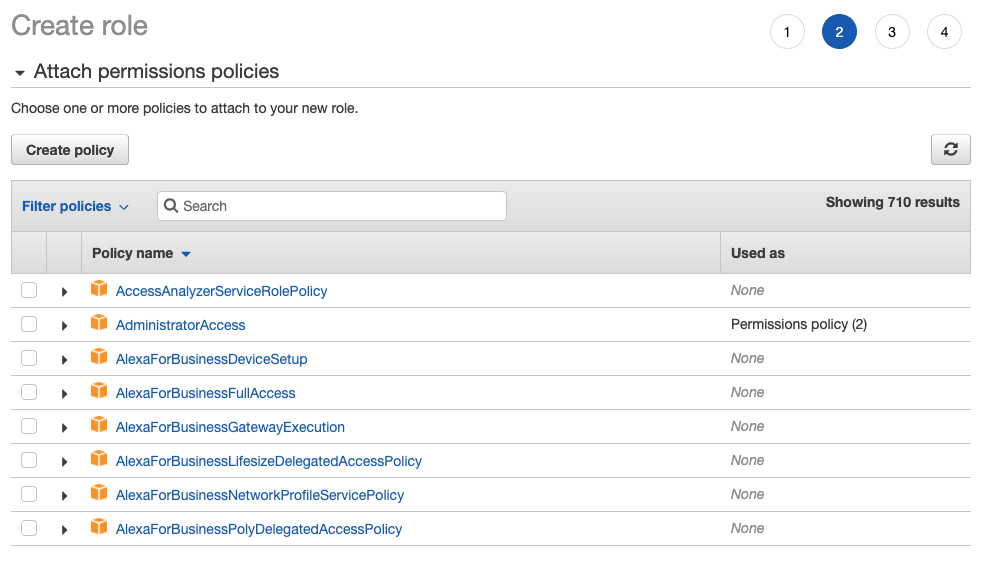 Create role
1 2 3 4
Attach permissions policies
Choose one or more policies to attach to your new role.
Create policy
Filter policies Search Showing 710 results
Policy name Used as
AccessAnalyzerServiceRolePolicy None
AdministratorAccess Permissions policy (2)
AlexaForBusinessDeviceSetup None
AlexaForBusinessFullAccess None
AlexaForBusinessGatewayExecution None
AlexaForBusinessLifesizeDelegatedAccessPolicy None
AlexaForBusinessNetworkProfileServicePolicy None
AlexaForBusinessPolyDelegatedAccessPolicy None